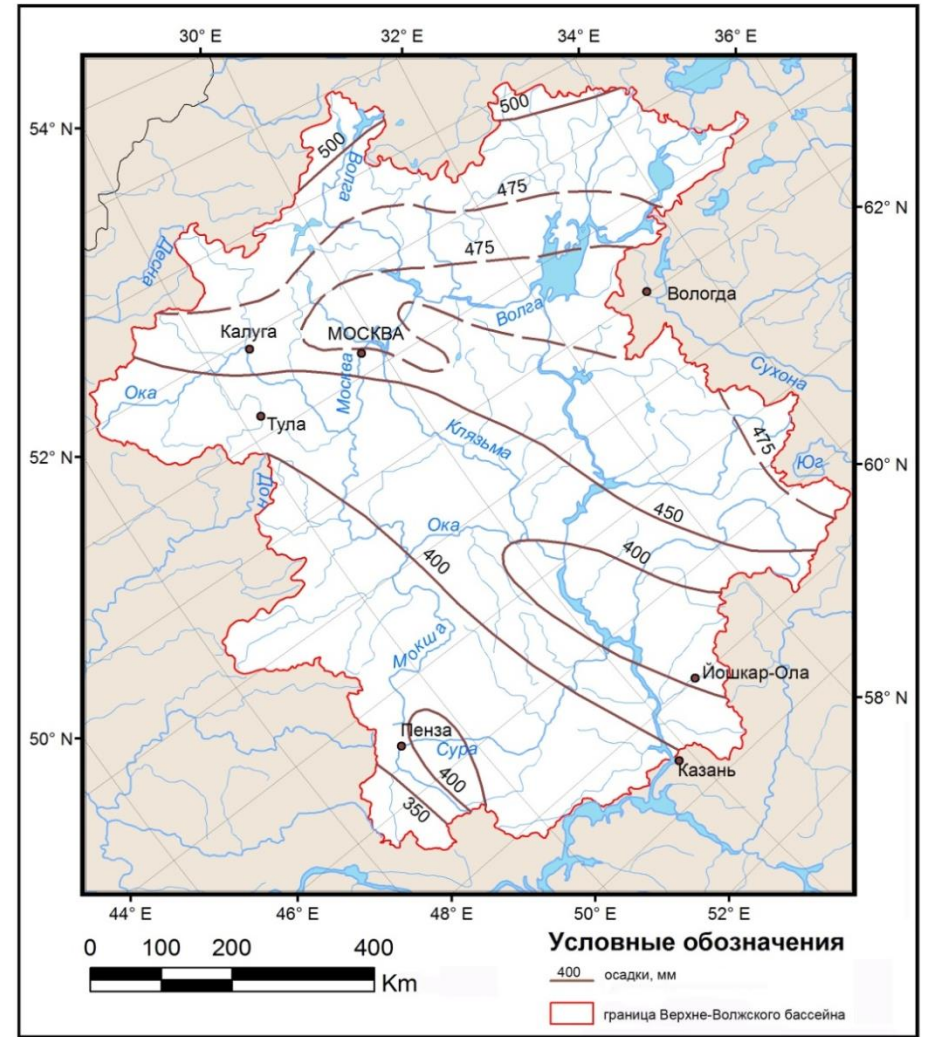 30° E
32° E
34° E
36° E
54° N
500
500
Волга
475
62° N
475
Десна
Вологда
Волга
Калуга
МОСКВА
Сухона
Ока
Москва
Тула
Клязьма
475
52° N
Юг
60° N
Дон
450
Ока
400
400
Мокша
Йошкар-Ола
58° N
50° N
Пенза
Сура
Казань
400
350
44° E
46° E
48° E
50° E
52° E
0 100 200 400
Km
Условные обозначения
400 осадки, мм
граница Верхне-Волжского бассейна